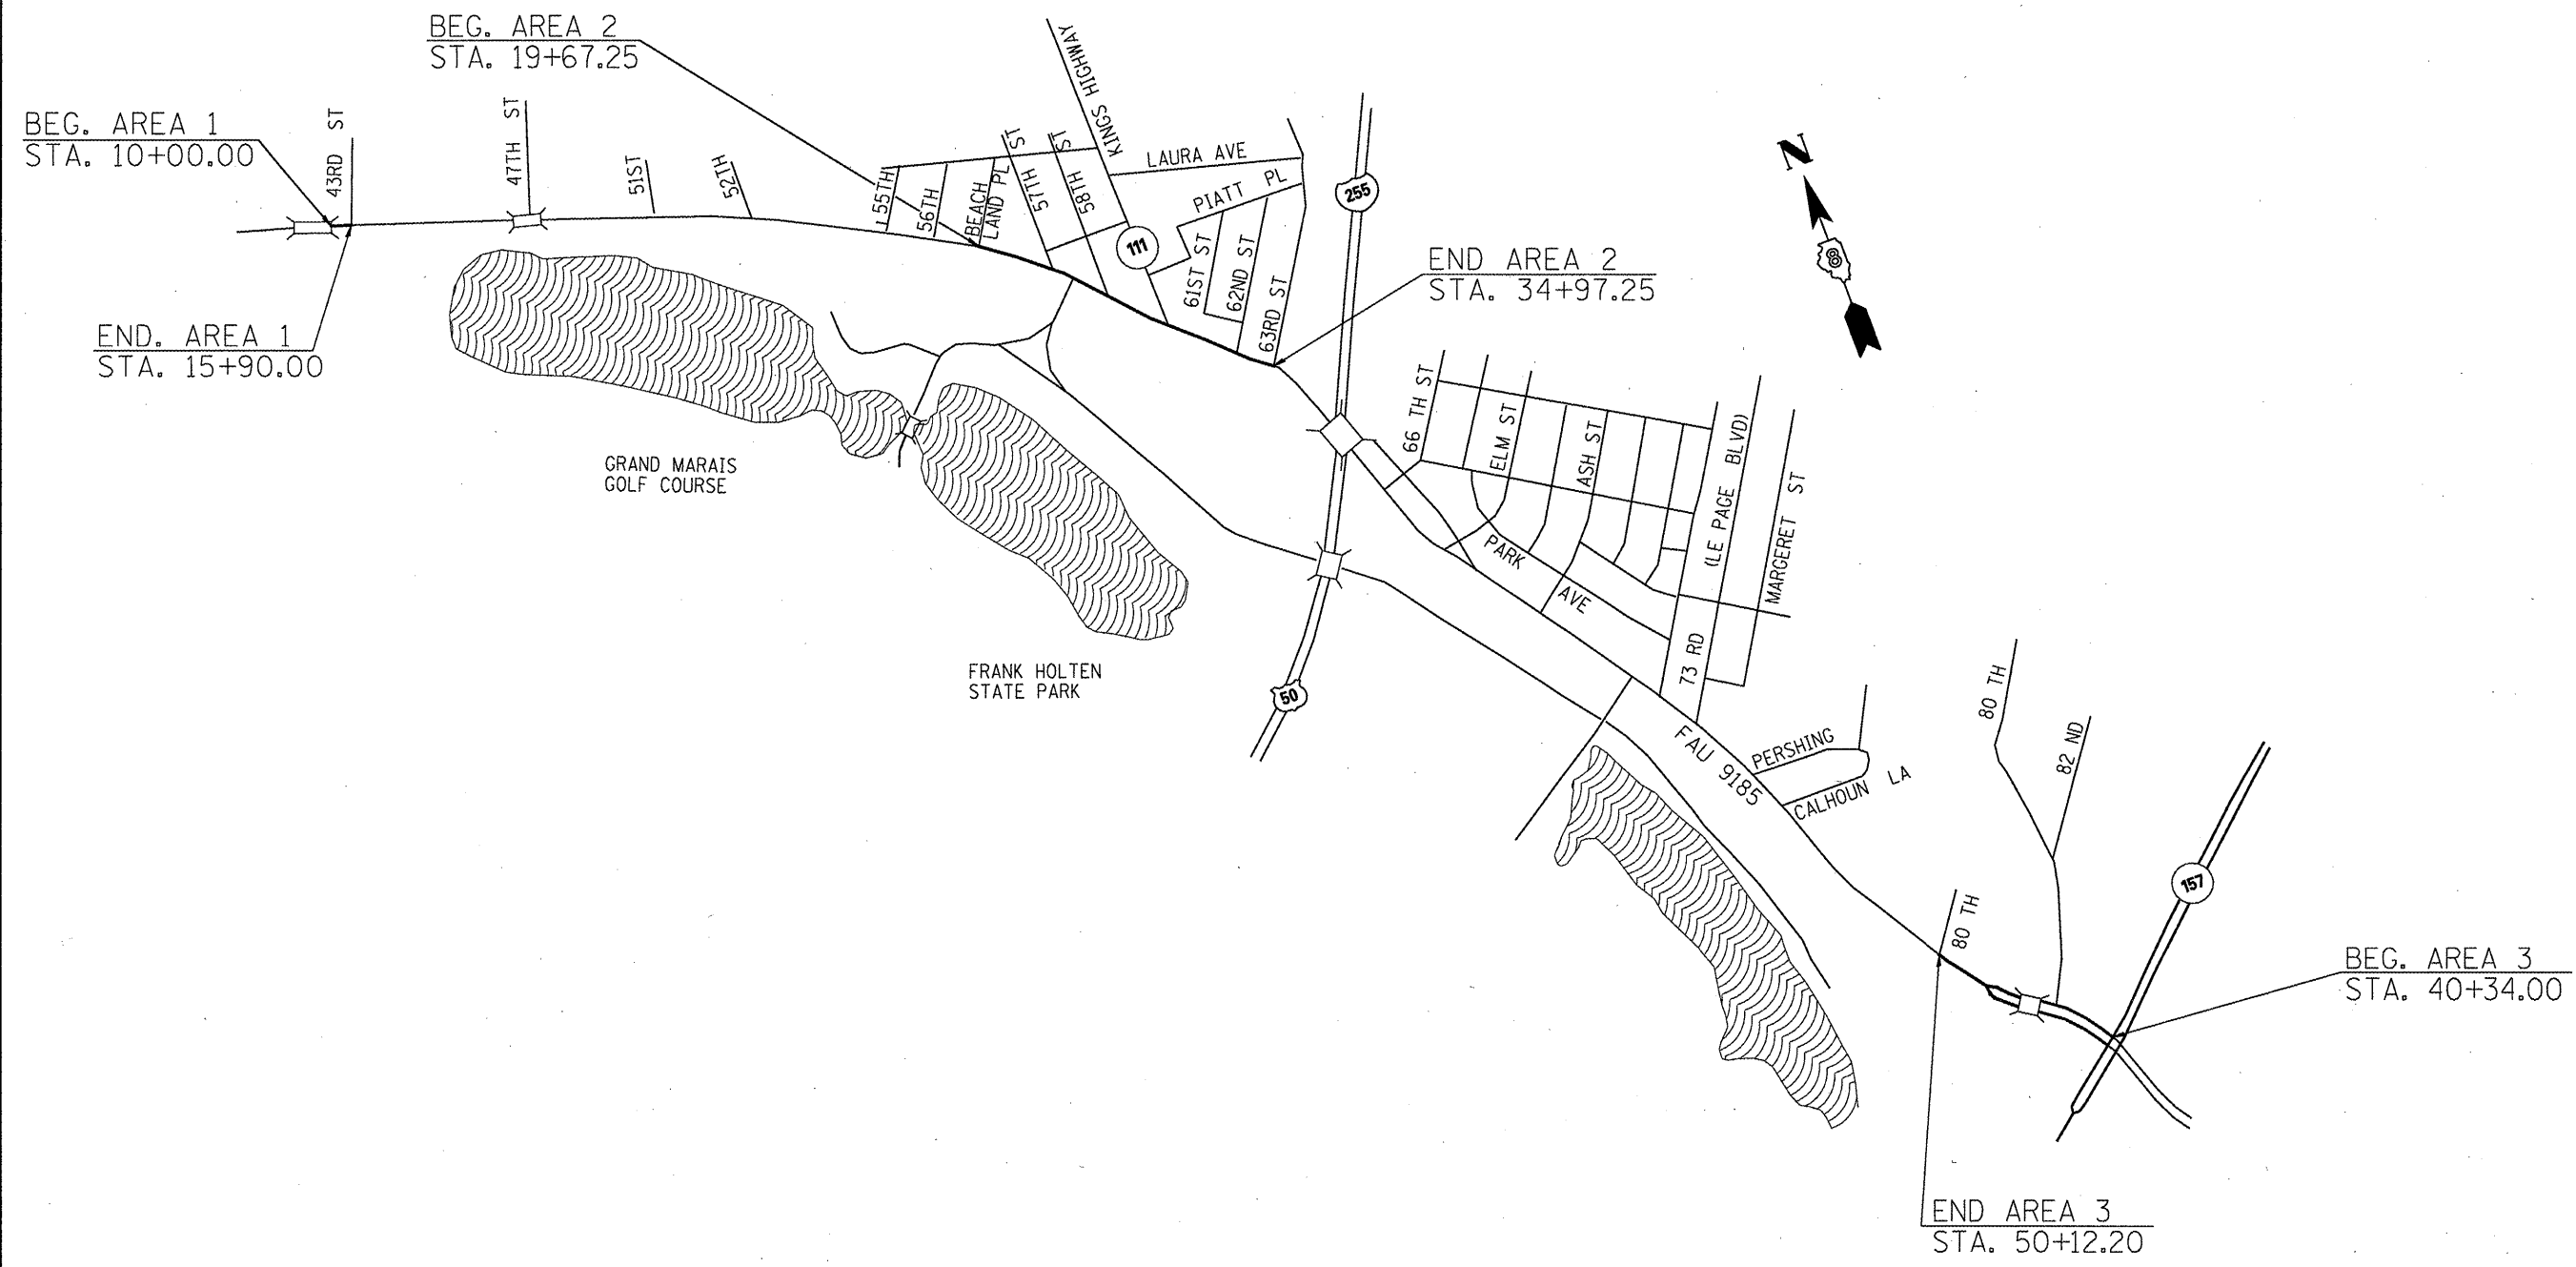 BEG. AREA 2
STA. 19+67.25
BEG. AREA 1
STA. 10+00.00
END. AREA 1
STA. 15+90.00
43RD ST
47TH ST
51ST
52TH
55TH
56TH
BEACH
LAND PL
57TH ST
58TH ST
KINGS HIGHWAY
111
LAURA AVE
PIATT PL
61ST ST
62ND ST
63RD ST
255
N
8
END AREA 2
STA. 34+97.25
GRAND MARAIS
GOLF COURSE
FRANK HOLTEN
STATE PARK
50
66 TH ST
ELM ST
ASH ST
PARK AVE
73 RD (LE PAGE BLVD)
MARGERET ST
FAU 9185
PERSHING
CALHOUN LA
80 TH
82 ND
157
80 TH
BEG. AREA 3
STA. 40+34.00
END AREA 3
STA. 50+12.20